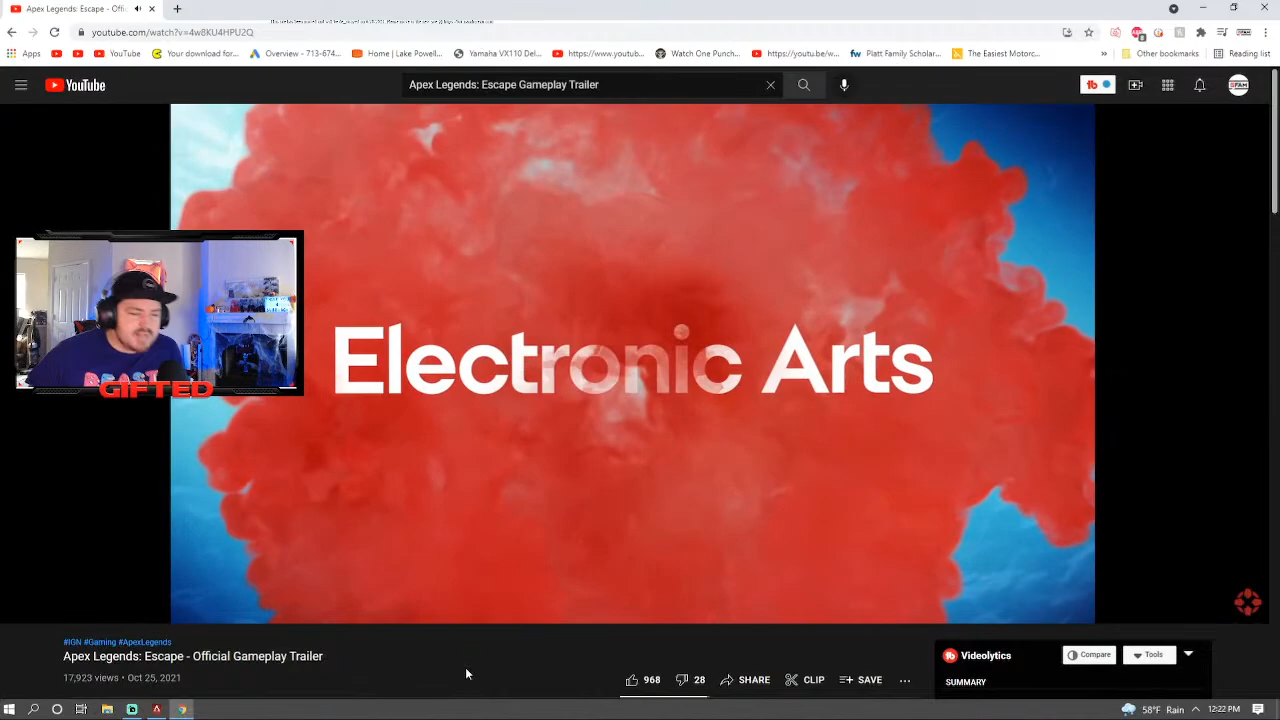 Apex Legends: Escape - Offi
youtube.com/watch?v=4w8KU4HPU2Q
Apps
YouTube
Your download for...
Overview - 713-674...
Home | Lake Powell...
Yamaha VX110 Del...
https://www.youtub...
Watch One Punch...
https://youtu.be/w...
fw Platt Family Scholar...
The Easiest Motorc...
»
Other bookmarks
Reading list
YouTube
Apex Legends: Escape Gameplay Trailer
Electronic Arts
GIFTED
#IGN #Gaming #ApexLegends
Apex Legends: Escape - Official Gameplay Trailer
17,923 views • Oct 25, 2021
968
28
SHARE
CLIP
SAVE
...
Videolytics
Compare
Tools
SUMMARY
58°F Rain
12:22 PM